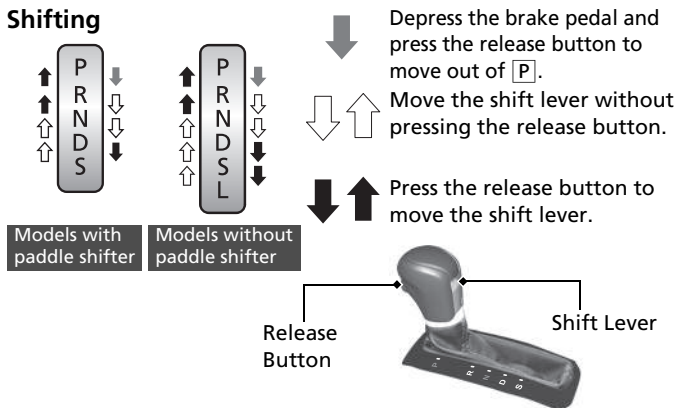 Shifting
P
R
N
D
S
P
R
N
D
S
L
Models with
paddle shifter
Models without
paddle shifter
Depress the brake pedal and
press the release button to
move out of P.
Move the shift lever without
pressing the release button.
Press the release button to
move the shift lever.
Release
Button
Shift Lever
P
R
N
D
S